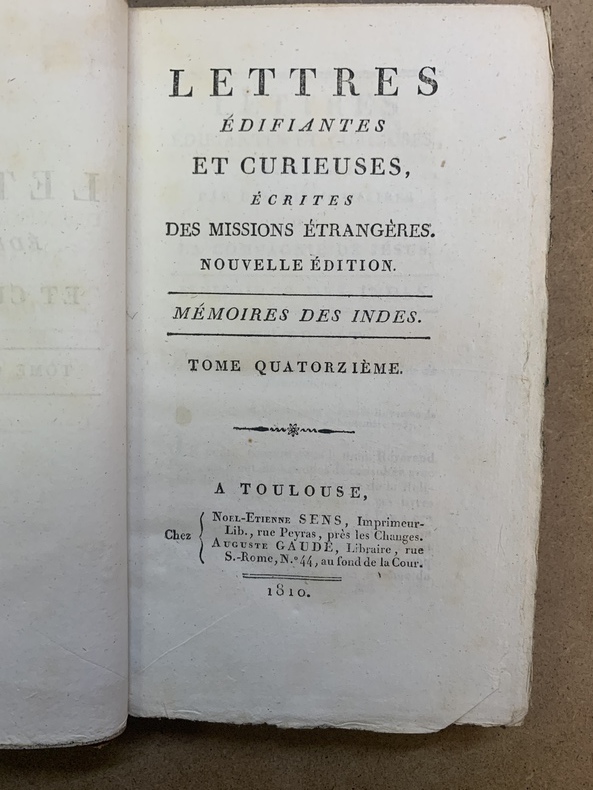 LETTRES
ÉDIFIANTES
ET CURIEUSES,
ÉCRITES
DES MISSIONS ÉTRANGÈRES.
NOUVELLE ÉDITION.
MÉMOIRES DES INDES.
TOME QUATORZIÈME.
A TOULOUSE,
Chez
NOEL-ETIENNE SENS, Imprimeur-
Lib., rue Peyras, près les Changes.
AUGUSTE GAUDE, Libraire, rue
S.-Rome, N.º 44, au fond de la Cour.
1810.